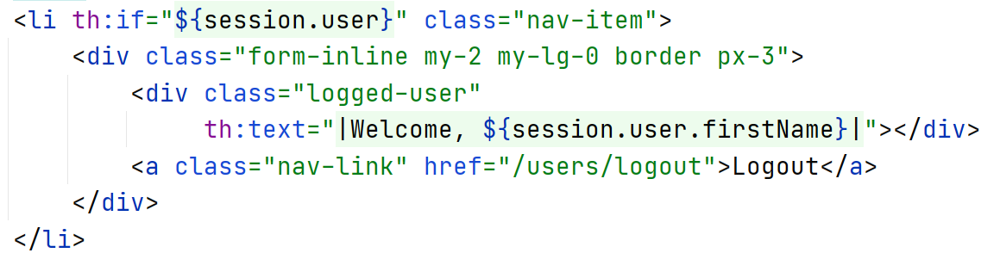 <li th:if="${session.user}" class="nav-item">
    <div class="form-inline my-2 my-lg-0 border px-3">
        <div class="logged-user"
             th:text="|Welcome, ${session.user.firstName}|"></div>
        <a class="nav-link" href="/users/logout">Logout</a>
    </div>
</li>